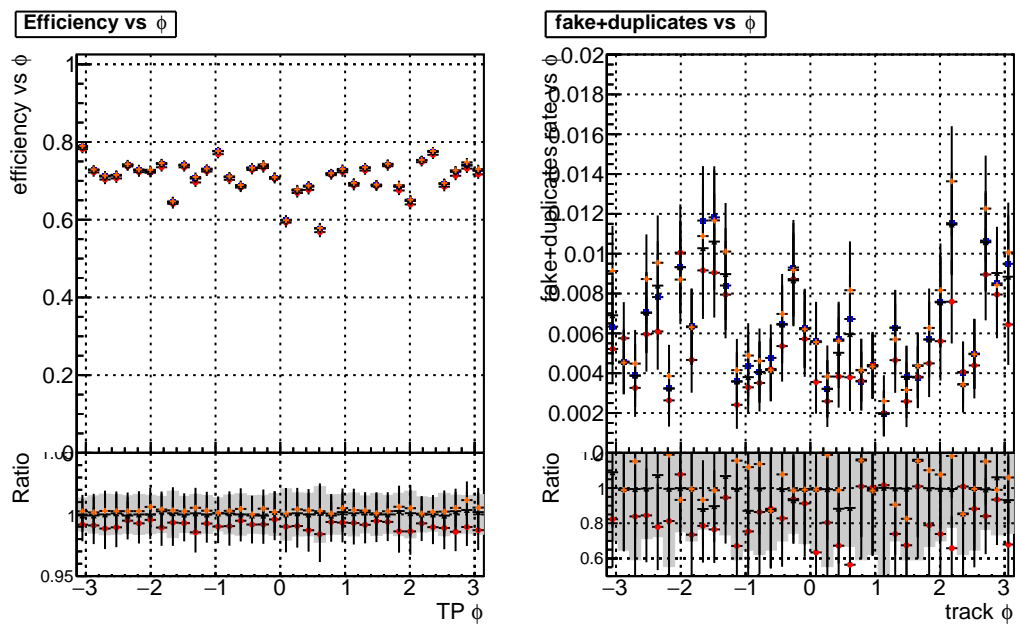 Efficiency vs ϕ
efficiency vs ϕ
1
0.8
0.6
0.4
0.2
0
Ratio
1.05
1
0.95
−3 −2 −1 0 1 2 3
TP ϕ
fake+duplicates vs ϕ
fake+duplicates rate vs ϕ
0.02
0.018
0.016
0.014
0.012
0.01
0.008
0.006
0.004
0.002
0
Ratio
1
0.8
0.6
−3 −2 −1 0 1 2 3
track ϕ